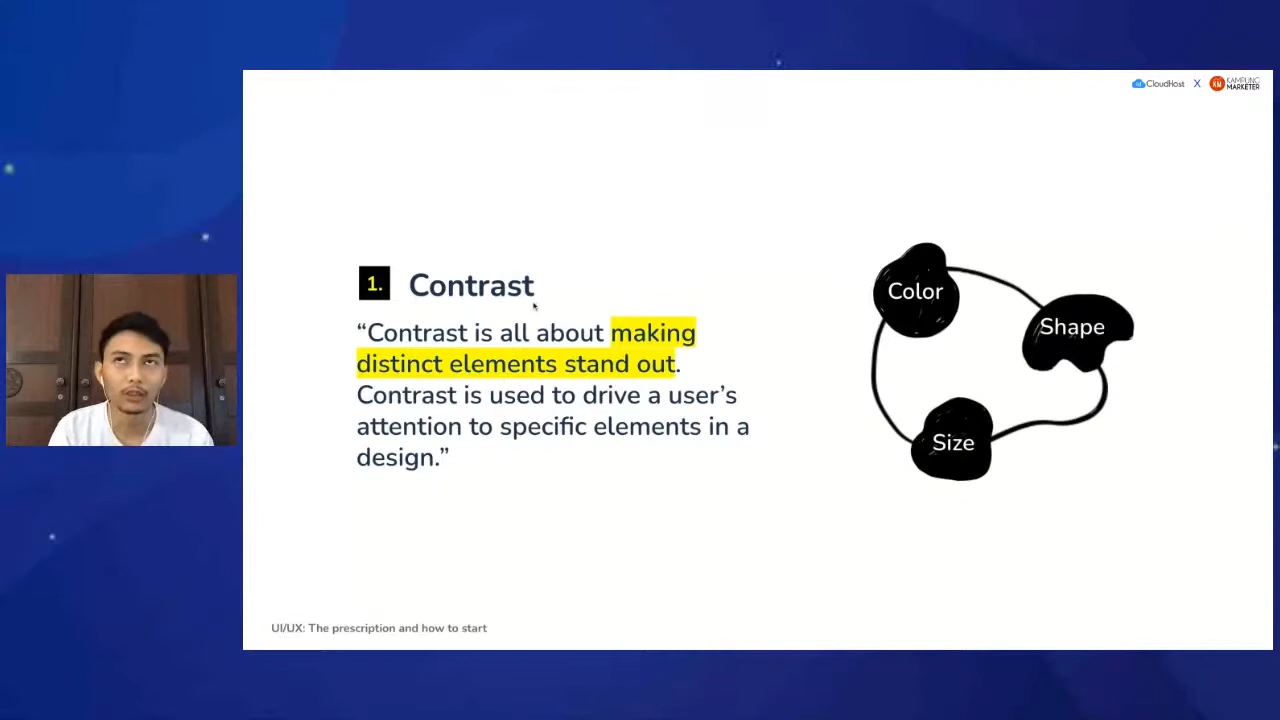 CloudHost X KAMPUNG MARKETER
KM
1. Contrast
“Contrast is all about making
distinct elements stand out.
Contrast is used to drive a user’s
attention to specific elements in a
design.”
Color
Shape
Size
UI/UX: The prescription and how to start